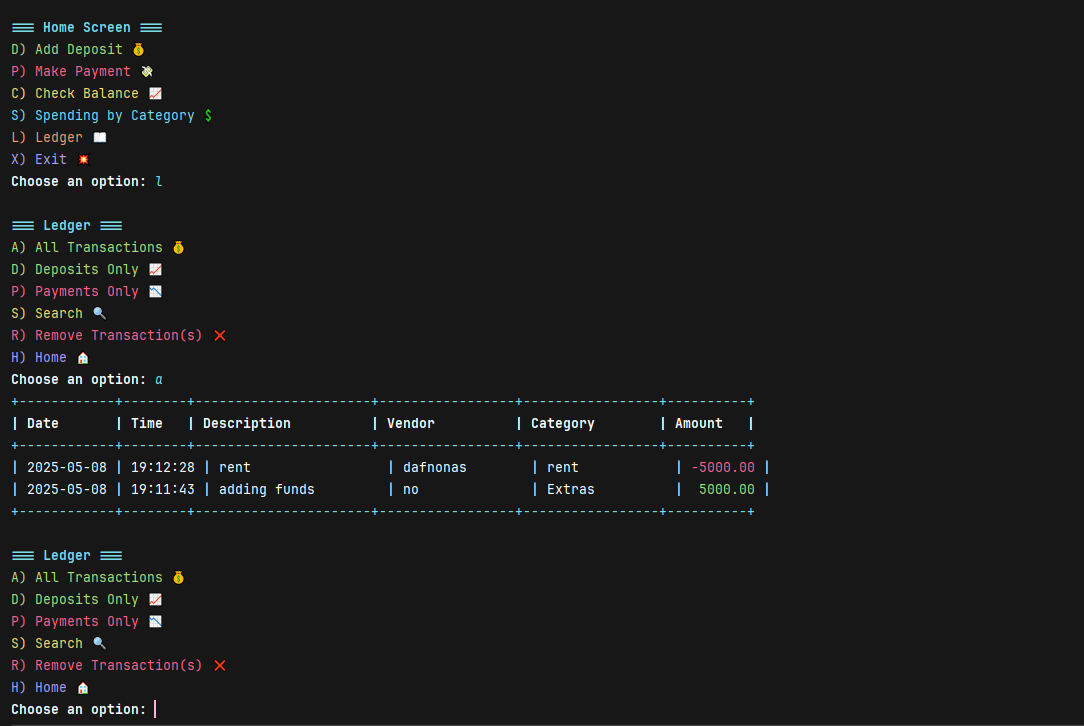 === Home Screen ===
D) Add Deposit 💰
P) Make Payment 💸
C) Check Balance 📈
S) Spending by Category 💲
L) Ledger 📖
X) Exit 💥
Choose an option: l

=== Ledger ===
A) All Transactions 💰
D) Deposits Only 📈
P) Payments Only 📉
S) Search 🔍
R) Remove Transaction(s) ❌
H) Home 🏠
Choose an option: a
+------------+--------+----------------------+-----------------+-----------------+----------+
| Date       | Time   | Description          | Vendor          | Category        | Amount   |
+------------+--------+----------------------+-----------------+-----------------+----------+
| 2025-05-08 | 19:12:28 | rent                 | dafnonas        | rent            | -5000.00 |
| 2025-05-08 | 19:11:43 | adding funds         | no              | Extras          |  5000.00 |
+------------+--------+----------------------+-----------------+-----------------+----------+

=== Ledger ===
A) All Transactions 💰
D) Deposits Only 📈
P) Payments Only 📉
S) Search 🔍
R) Remove Transaction(s) ❌
H) Home 🏠
Choose an option: